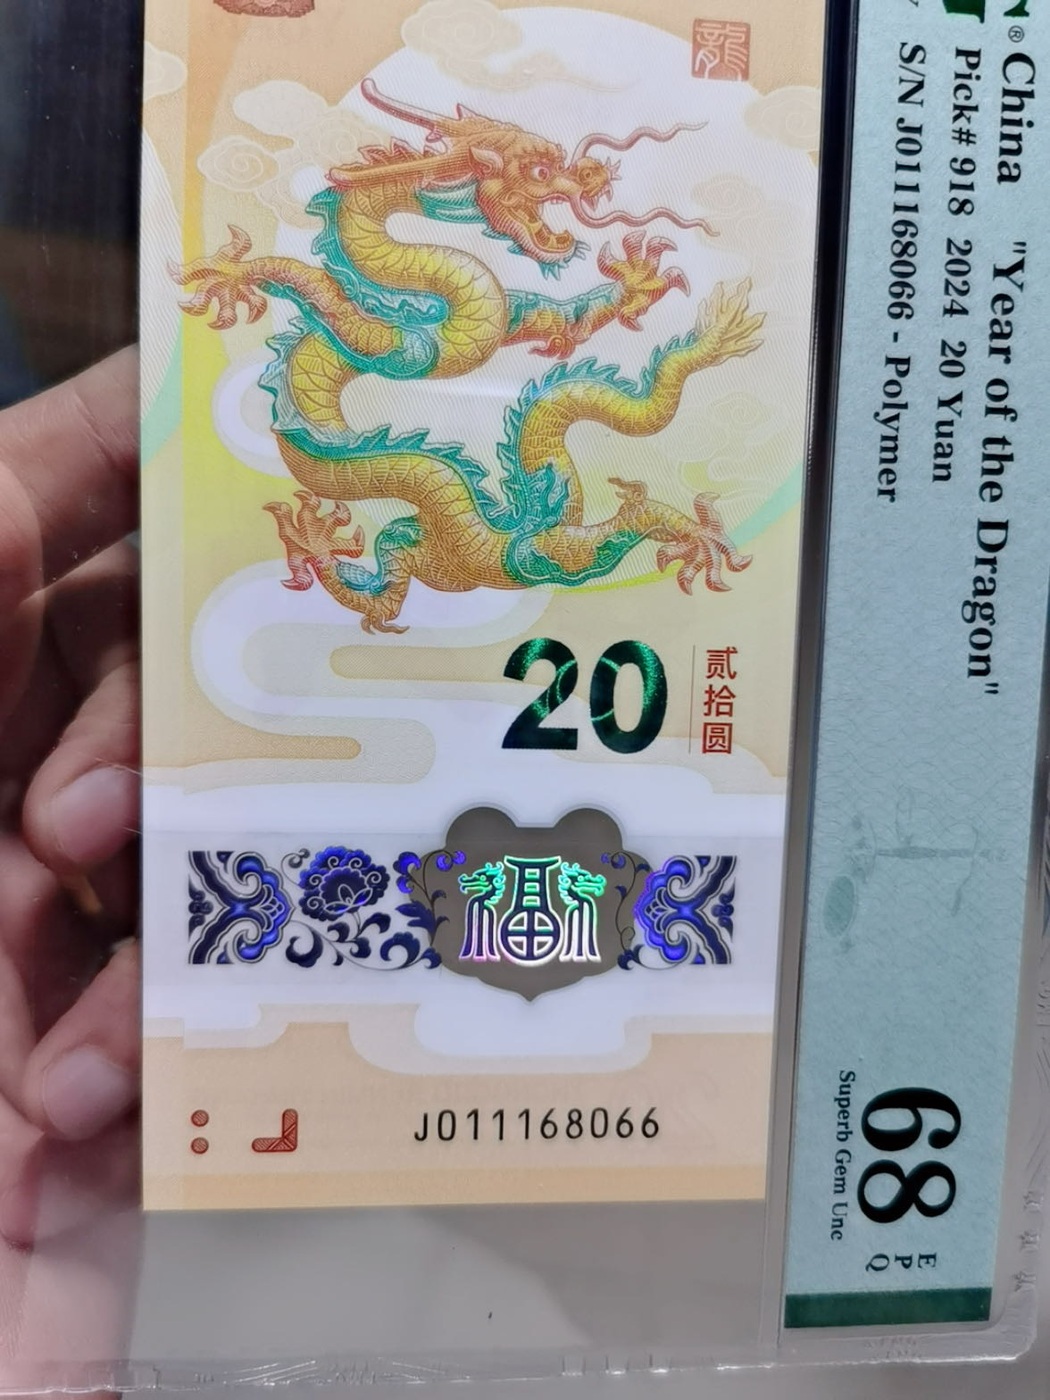 龍
20
贰拾圆
福
J011168066
China "Year of the Dragon"
Pick# 918 2024 20 Yuan
S/N J011168066 - Polymer
68 EPQ
Superb Gem Unc